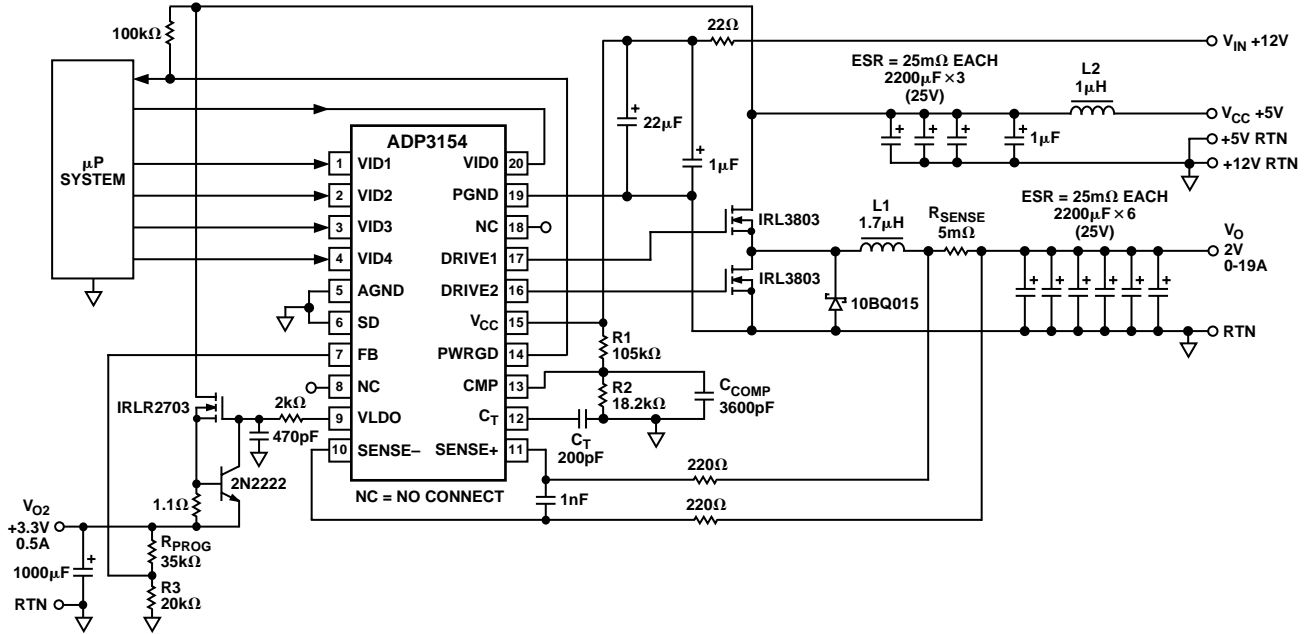 100kΩ
22Ω
V_IN +12V
ESR = 25mΩ EACH
2200μF × 3
(25V)
L2
1μH
V_CC +5V
+5V RTN
+12V RTN
1μF
22μF
1μF
μP
SYSTEM
ADP3154
1 VID1
2 VID2
3 VID3
4 VID4
5 AGND
6 SD
7 FB
8 NC
9 VLDO
10 SENSE–
VID0 20
PGND 19
NC 18
DRIVE1 17
DRIVE2 16
V_CC 15
PWRGD 14
CMP 13
C_T 12
SENSE+ 11
NC = NO CONNECT
IRL3803
IRL3803
L1
1.7μH
R_SENSE
5mΩ
ESR = 25mΩ EACH
2200μF × 6
(25V)
V_O
2V
0-19A
10BQ015
RTN
R1
105kΩ
R2
18.2kΩ
C_COMP
3600pF
C_T
200pF
220Ω
220Ω
1nF
IRLR2703
2kΩ
470pF
2N2222
1.1Ω
V_O2
+3.3V
0.5A
R_PROG
35kΩ
1000μF
R3
20kΩ
RTN